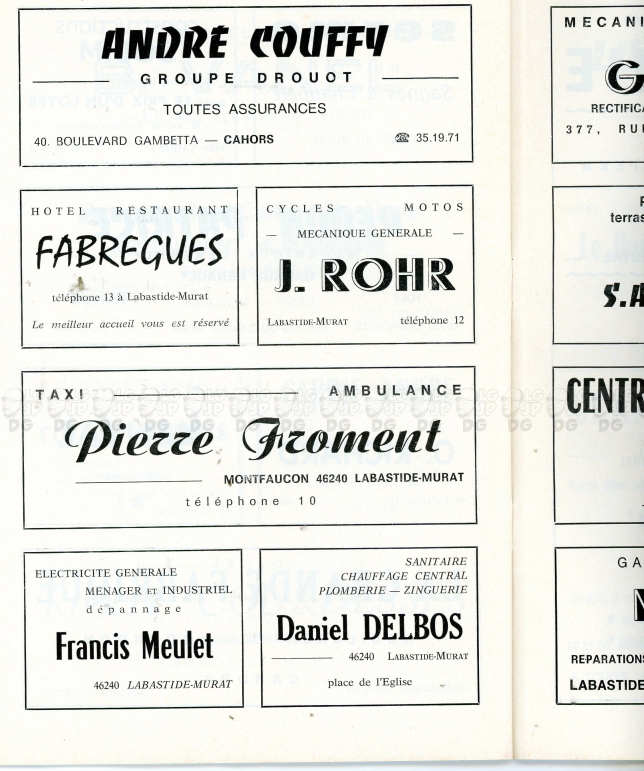 ANDRÉ COUFFY
GROUPE DROUOT
TOUTES ASSURANCES
40. BOULEVARD GAMBETTA — CAHORS ☎ 35.19.71
HOTEL RESTAURANT
FABREGUES
téléphone 13 à Labastide-Murat
Le meilleur accueil vous est réservé
CYCLES MOTOS
— MECANIQUE GENERALE —
J. ROHR
LABASTIDE-MURAT téléphone 12
TAXI AMBULANCE
Pierre Froment
MONTFAUCON 46240 LABASTIDE-MURAT
téléphone 10
ELECTRICITE GENERALE
MENAGER ET INDUSTRIEL
dépannage
Francis Meulet
46240 LABASTIDE-MURAT
SANITAIRE
CHAUFFAGE CENTRAL
PLOMBERIE — ZINGUERIE
Daniel DELBOS
46240 LABASTIDE-MURAT
place de l'Eglise
MECANI
G
RECTIFICA
377, RUE
terras
S.A
CENTR
GA
REPARATIONS
LABASTIDE